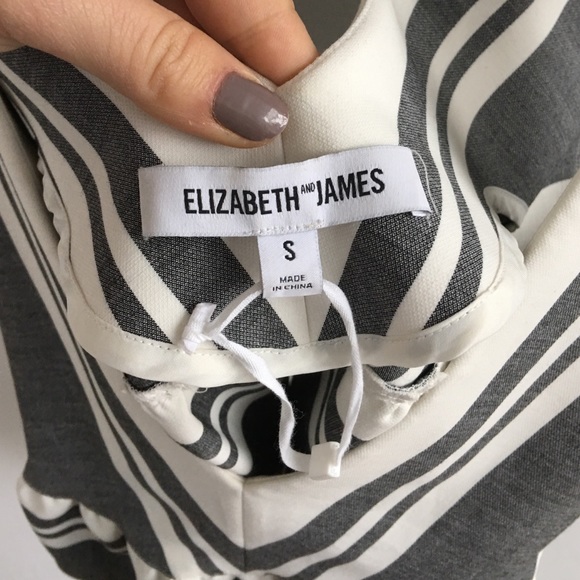 ELIZABETH AND JAMES
S
MADE
IN CHINA